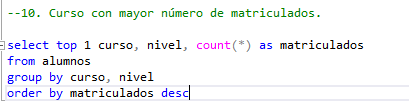 --10. Curso con mayor número de matriculados.
select top 1 curso, nivel, count(*) as matriculados
from alumnos
group by curso, nivel
order by matriculados desc